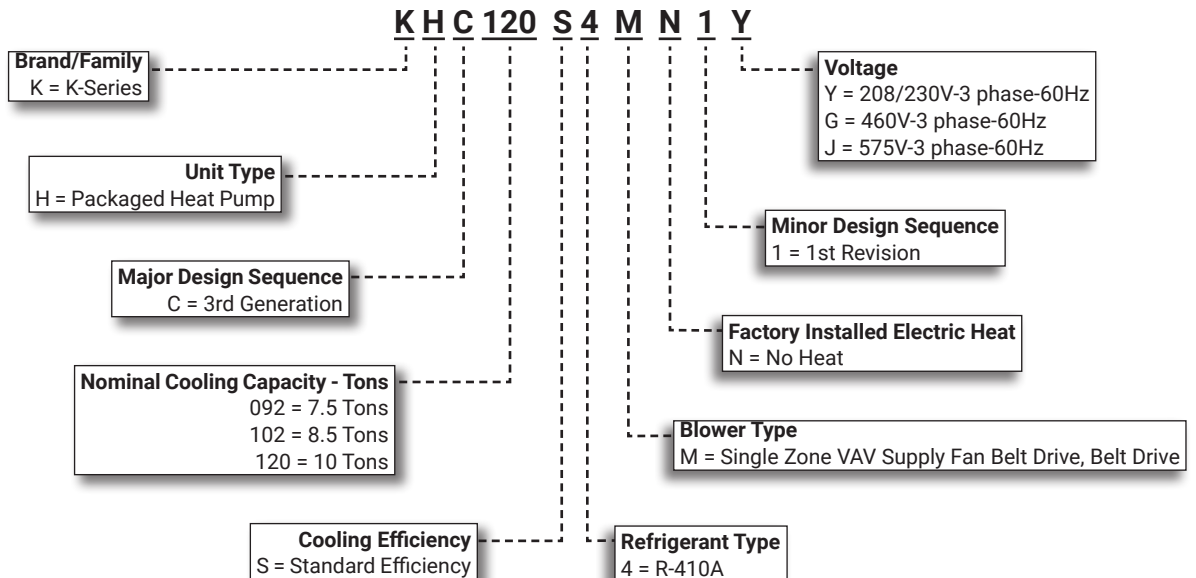 K H C 120 S 4 M N 1 Y
Brand/Family
K = K-Series
Voltage
Y = 208/230V-3 phase-60Hz
G = 460V-3 phase-60Hz
J = 575V-3 phase-60Hz
Unit Type
H = Packaged Heat Pump
Minor Design Sequence
1 = 1st Revision
Major Design Sequence
C = 3rd Generation
Factory Installed Electric Heat
N = No Heat
Nominal Cooling Capacity - Tons
092 = 7.5 Tons
102 = 8.5 Tons
120 = 10 Tons
Blower Type
M = Single Zone VAV Supply Fan Belt Drive, Belt Drive
Cooling Efficiency
S = Standard Efficiency
Refrigerant Type
4 = R-410A